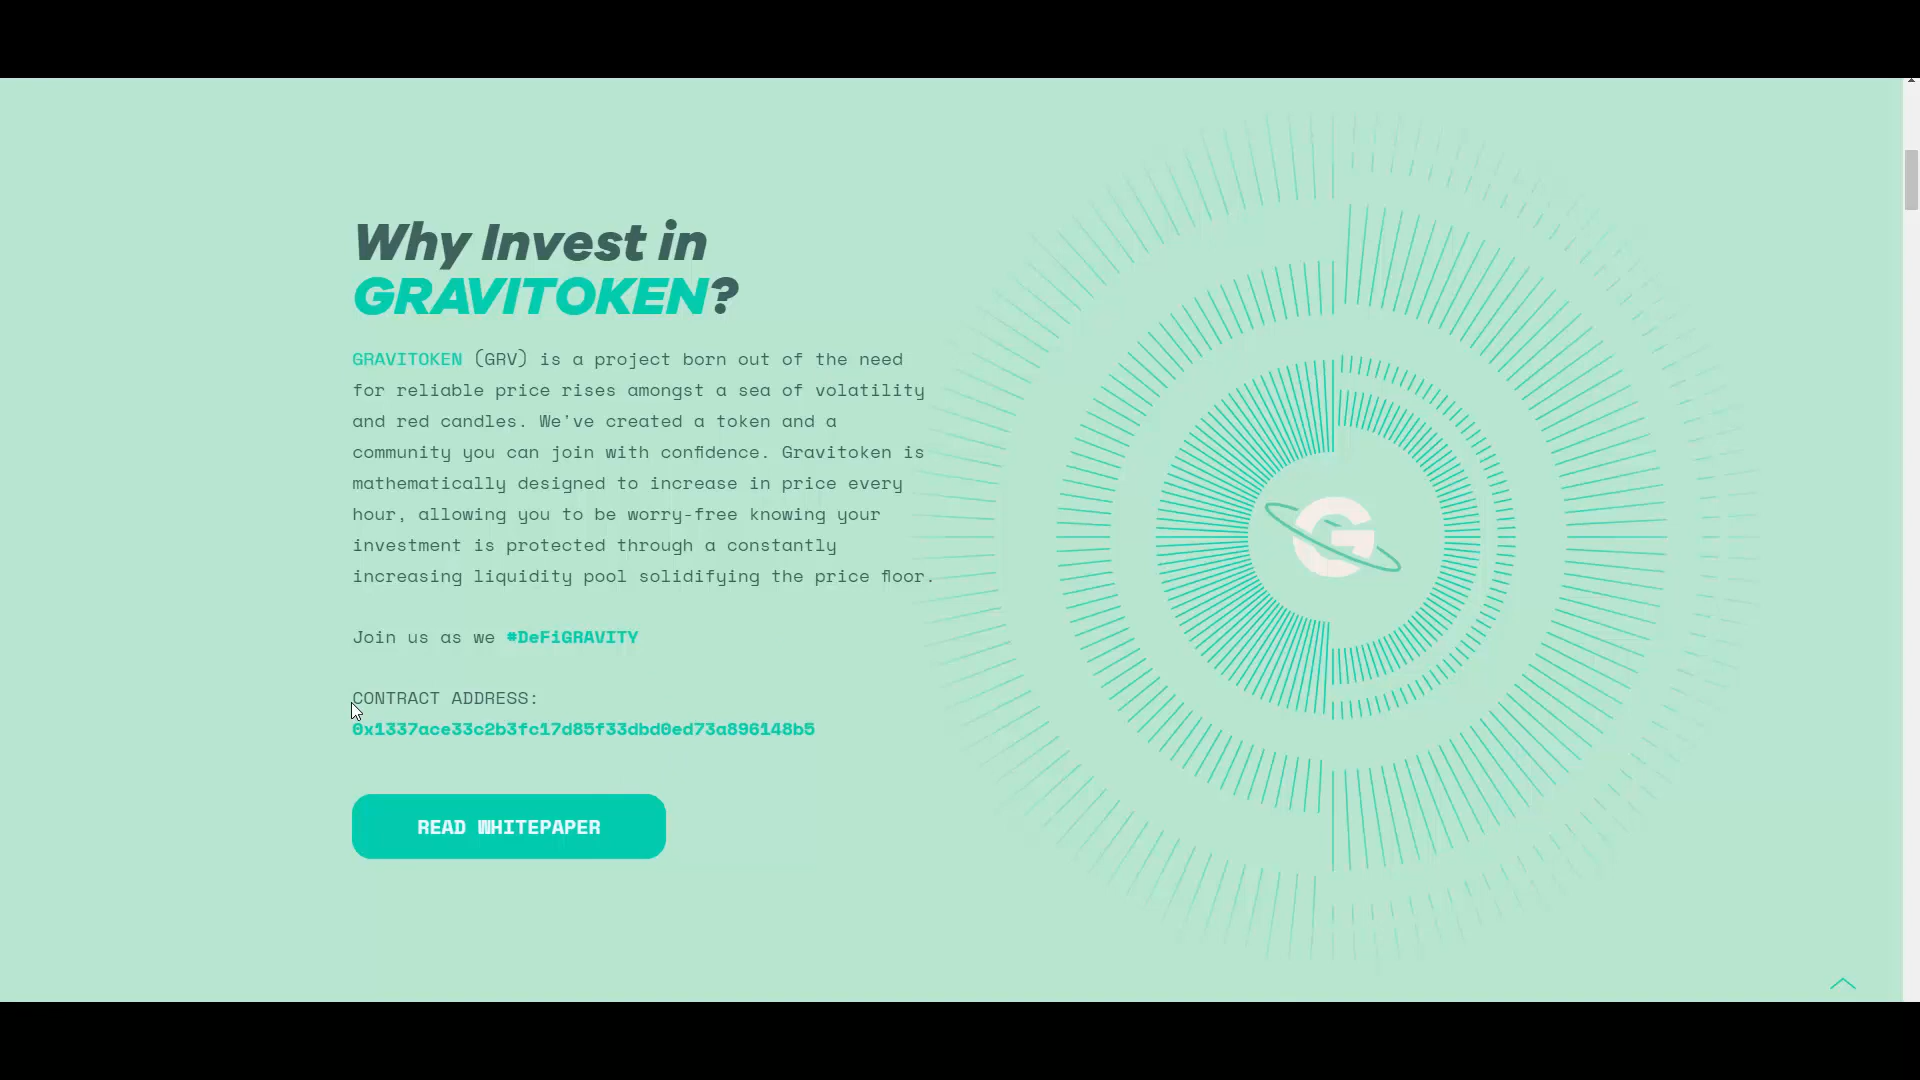 Why Invest in
GRAVITOKEN?
GRAVITOKEN (GRV) is a project born out of the need
for reliable price rises amongst a sea of volatility
and red candles. We've created a token and a
community you can join with confidence. Gravitoken is
mathematically designed to increase in price every
hour, allowing you to be worry-free knowing your
investment is protected through a constantly
increasing liquidity pool solidifying the price floor.
Join us as we #DeFiGRAVITY
CONTRACT ADDRESS:
0x1337ace33c2b3fc17d85f33dbd0ed73a896148b5
READ WHITEPAPER
G